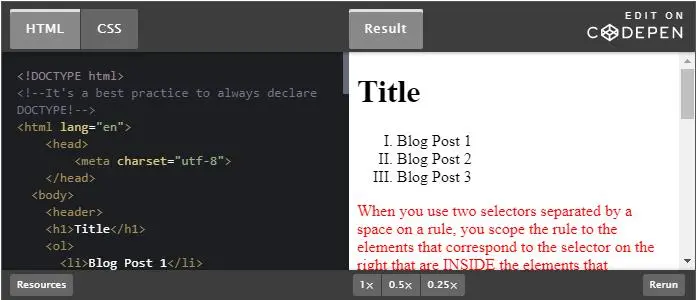 HTML
CSS
Result
EDIT ON
CODEPEN
<!DOCTYPE html>
<!--It's a best practice to always declare
DOCTYPE!-->
<html lang="en">
<head>
<meta charset="utf-8">
</head>
<body>
<header>
<h1>Title</h1>
<ol>
<li>Blog Post 1</li>
Title
I. Blog Post 1
II. Blog Post 2
III. Blog Post 3
When you use two selectors separated by a
space on a rule, you scope the rule to the
elements that correspond to the selector on the
right that are INSIDE the elements that
Resources
1x
0.5x
0.25x
Rerun